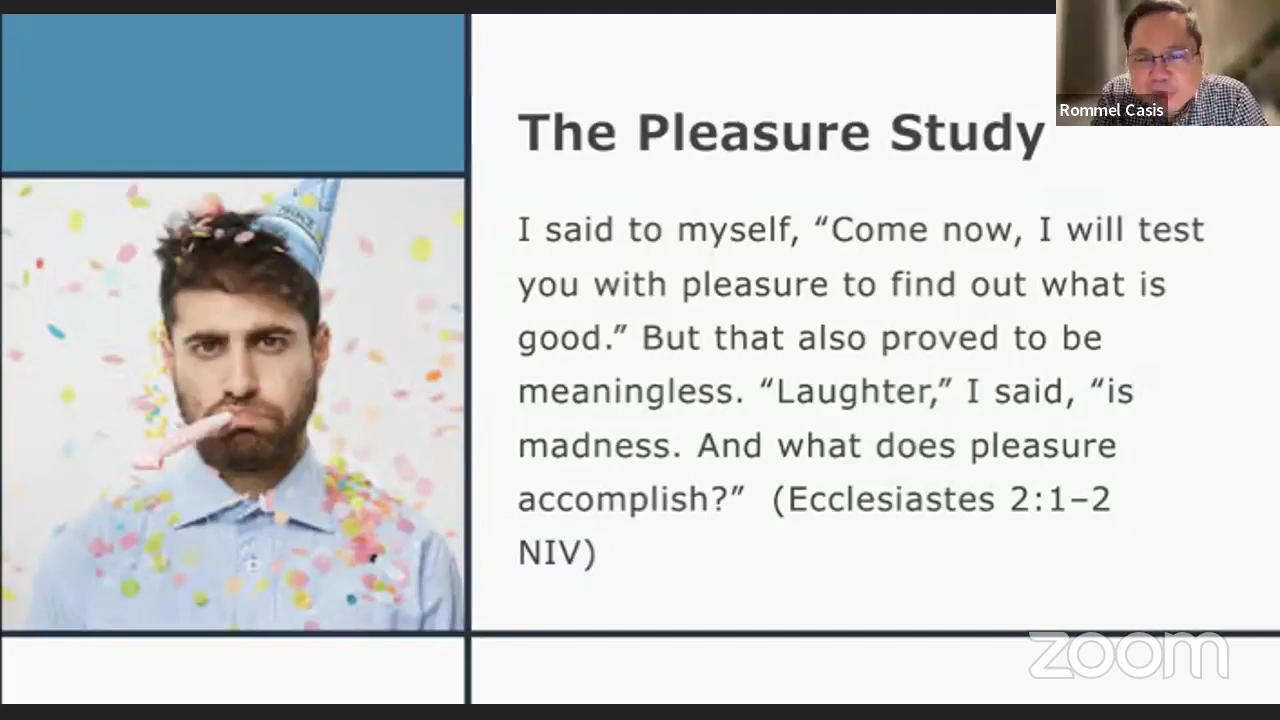 Rommel Casis
The Pleasure Study
I said to myself, “Come now, I will test
you with pleasure to find out what is
good.” But that also proved to be
meaningless. “Laughter,” I said, “is
madness. And what does pleasure
accomplish?”  (Ecclesiastes 2:1–2
NIV)
zoom